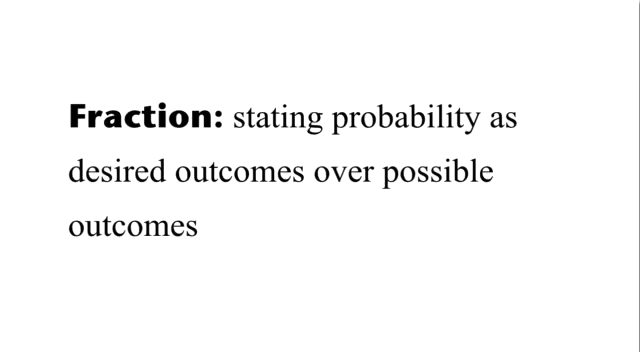 Fraction: stating probability as
desired outcomes over possible
outcomes